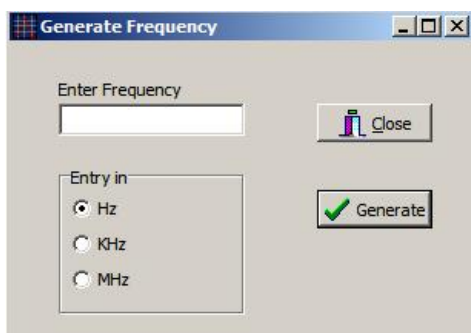 Generate Frequency
Enter Frequency
Close
Entry in
Hz
Generate
KHz
MHz